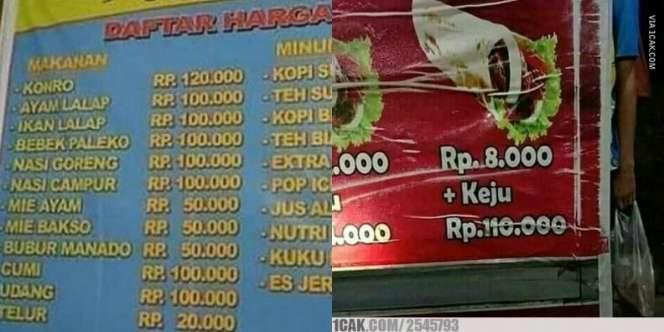 DAFTAR HARGA
MAKANAN
- KONRO RP. 120.000
- AYAM LALAP RP. 100.000
- IKAN LALAP RP. 100.000
- BEBEK PALEKO RP. 100.000
- NASI GORENG RP. 100.000
- NASI CAMPUR RP. 100.000
- MIE AYAM RP. 50.000
- MIE BAKSO RP. 50.000
BUBUR MANADO RP. 50.000
CUMI RP. 100.000
UDANG RP. 100.000
TELUR RP. 20.000
MINU
- KOPI S
- TEH SU
- KOPI B
- TEH B
- EXTRA
- POP IC
- JUS A
- NUTRI
- KUKU
- ES JER
.000
.000
Rp. 8.000
+ Keju
Rp.110.000
VIA 1CAK.COM
1CAK.COM/2545793